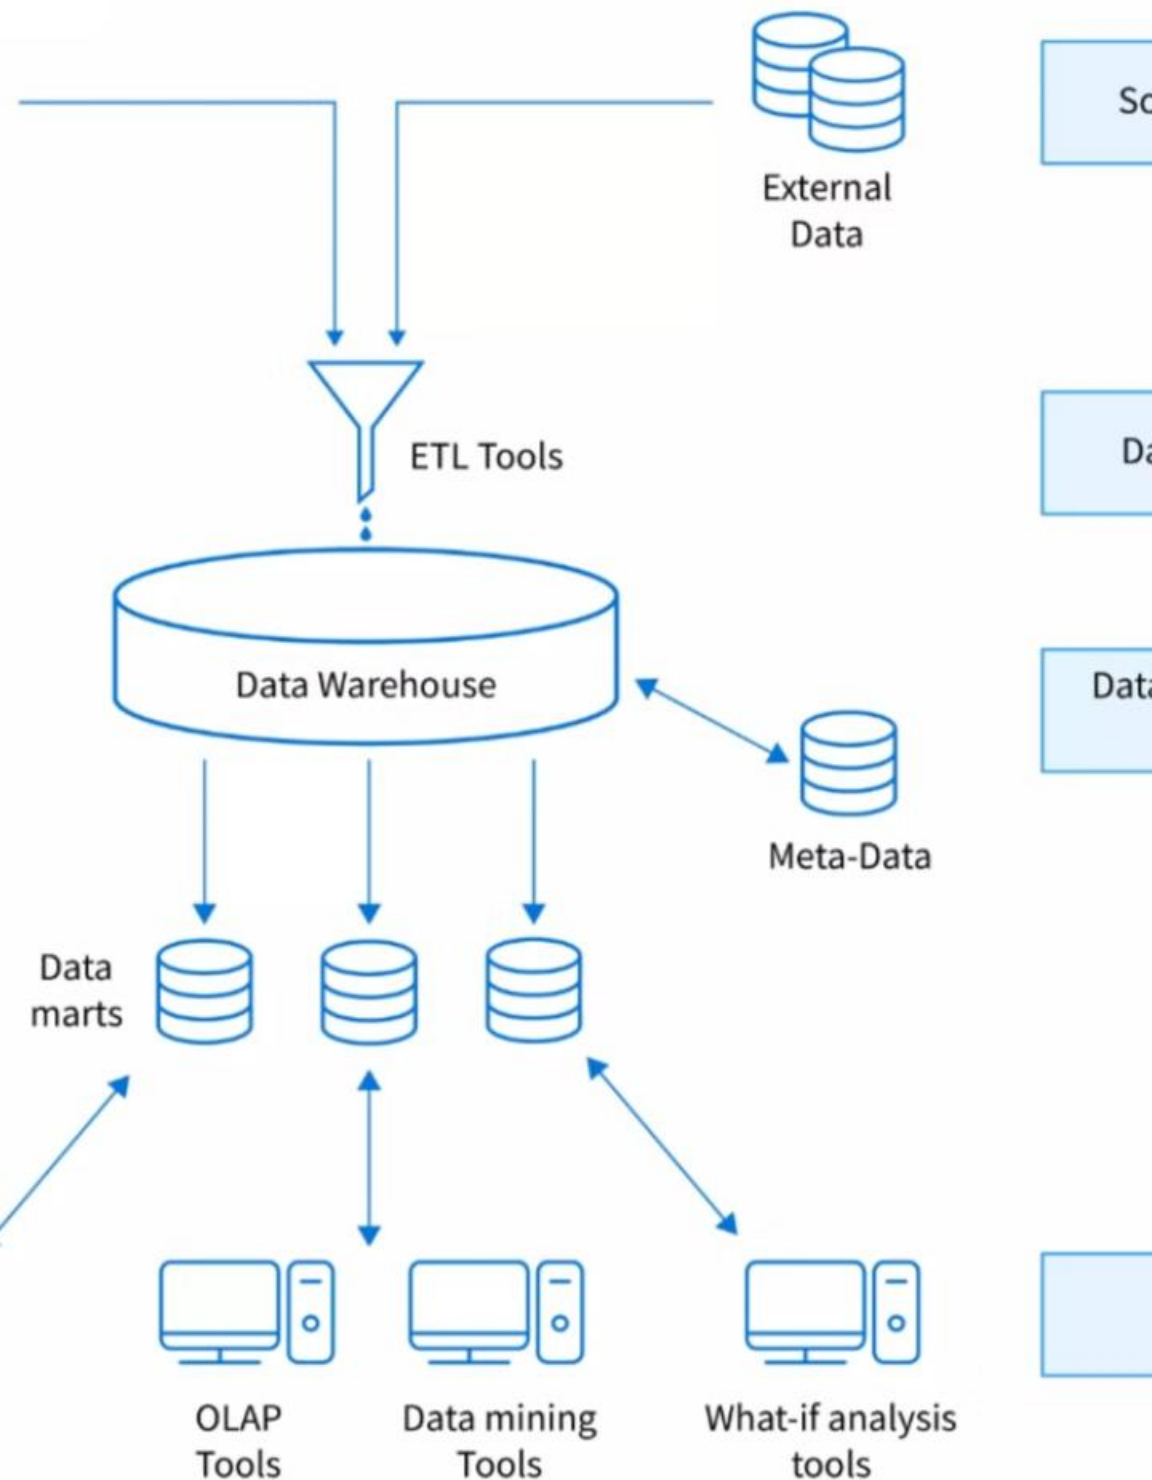 External
Data
ETL Tools
Data Warehouse
Meta-Data
Data
marts
OLAP
Tools
Data mining
Tools
What-if analysis
tools